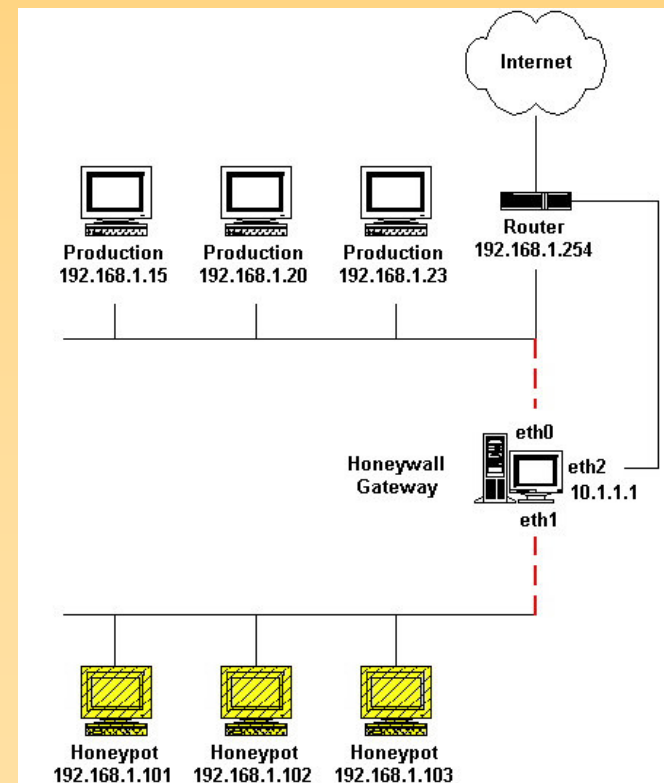 Internet
Router
192.168.1.254
Production
192.168.1.15
Production
192.168.1.20
Production
192.168.1.23
Honeywall
Gateway
eth0
eth2
10.1.1.1
eth1
Honeypot
192.168.1.101
Honeypot
192.168.1.102
Honeypot
192.168.1.103